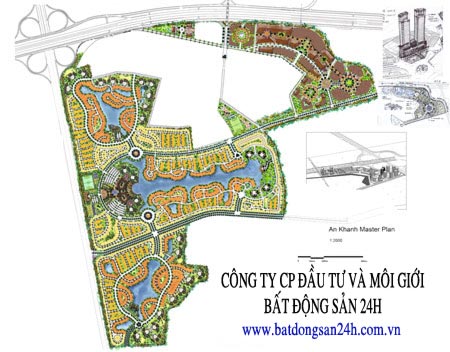 An Khanh Master Plan
1:2000
CÔNG TY CP ĐẦU TƯ VÀ MÔI GIỚI
BẤT ĐỘNG SẢN 24H
www.batdongsan24h.com.vn